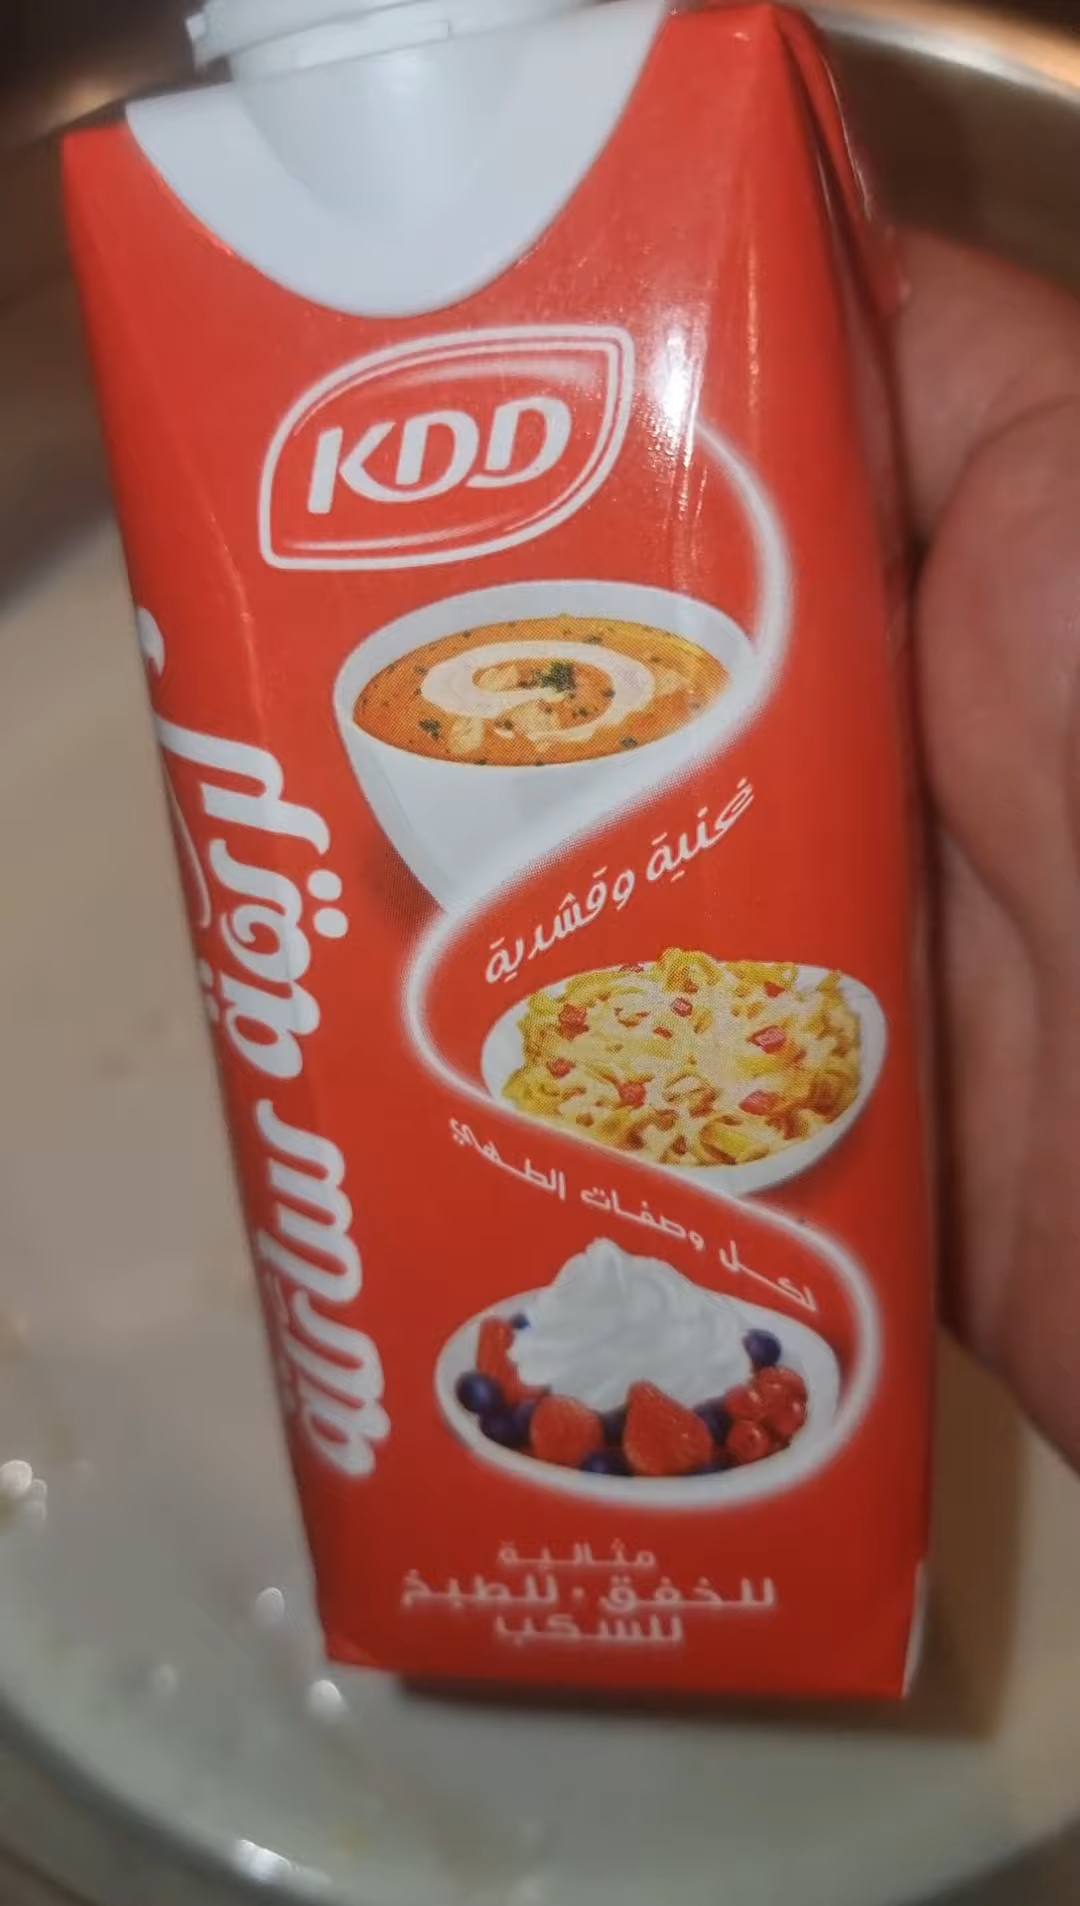 KDD
كريمة سائلة
غنية وقشدية
لكل وصفات الطهي
مثالية
للخفق • للطبخ
للسكب